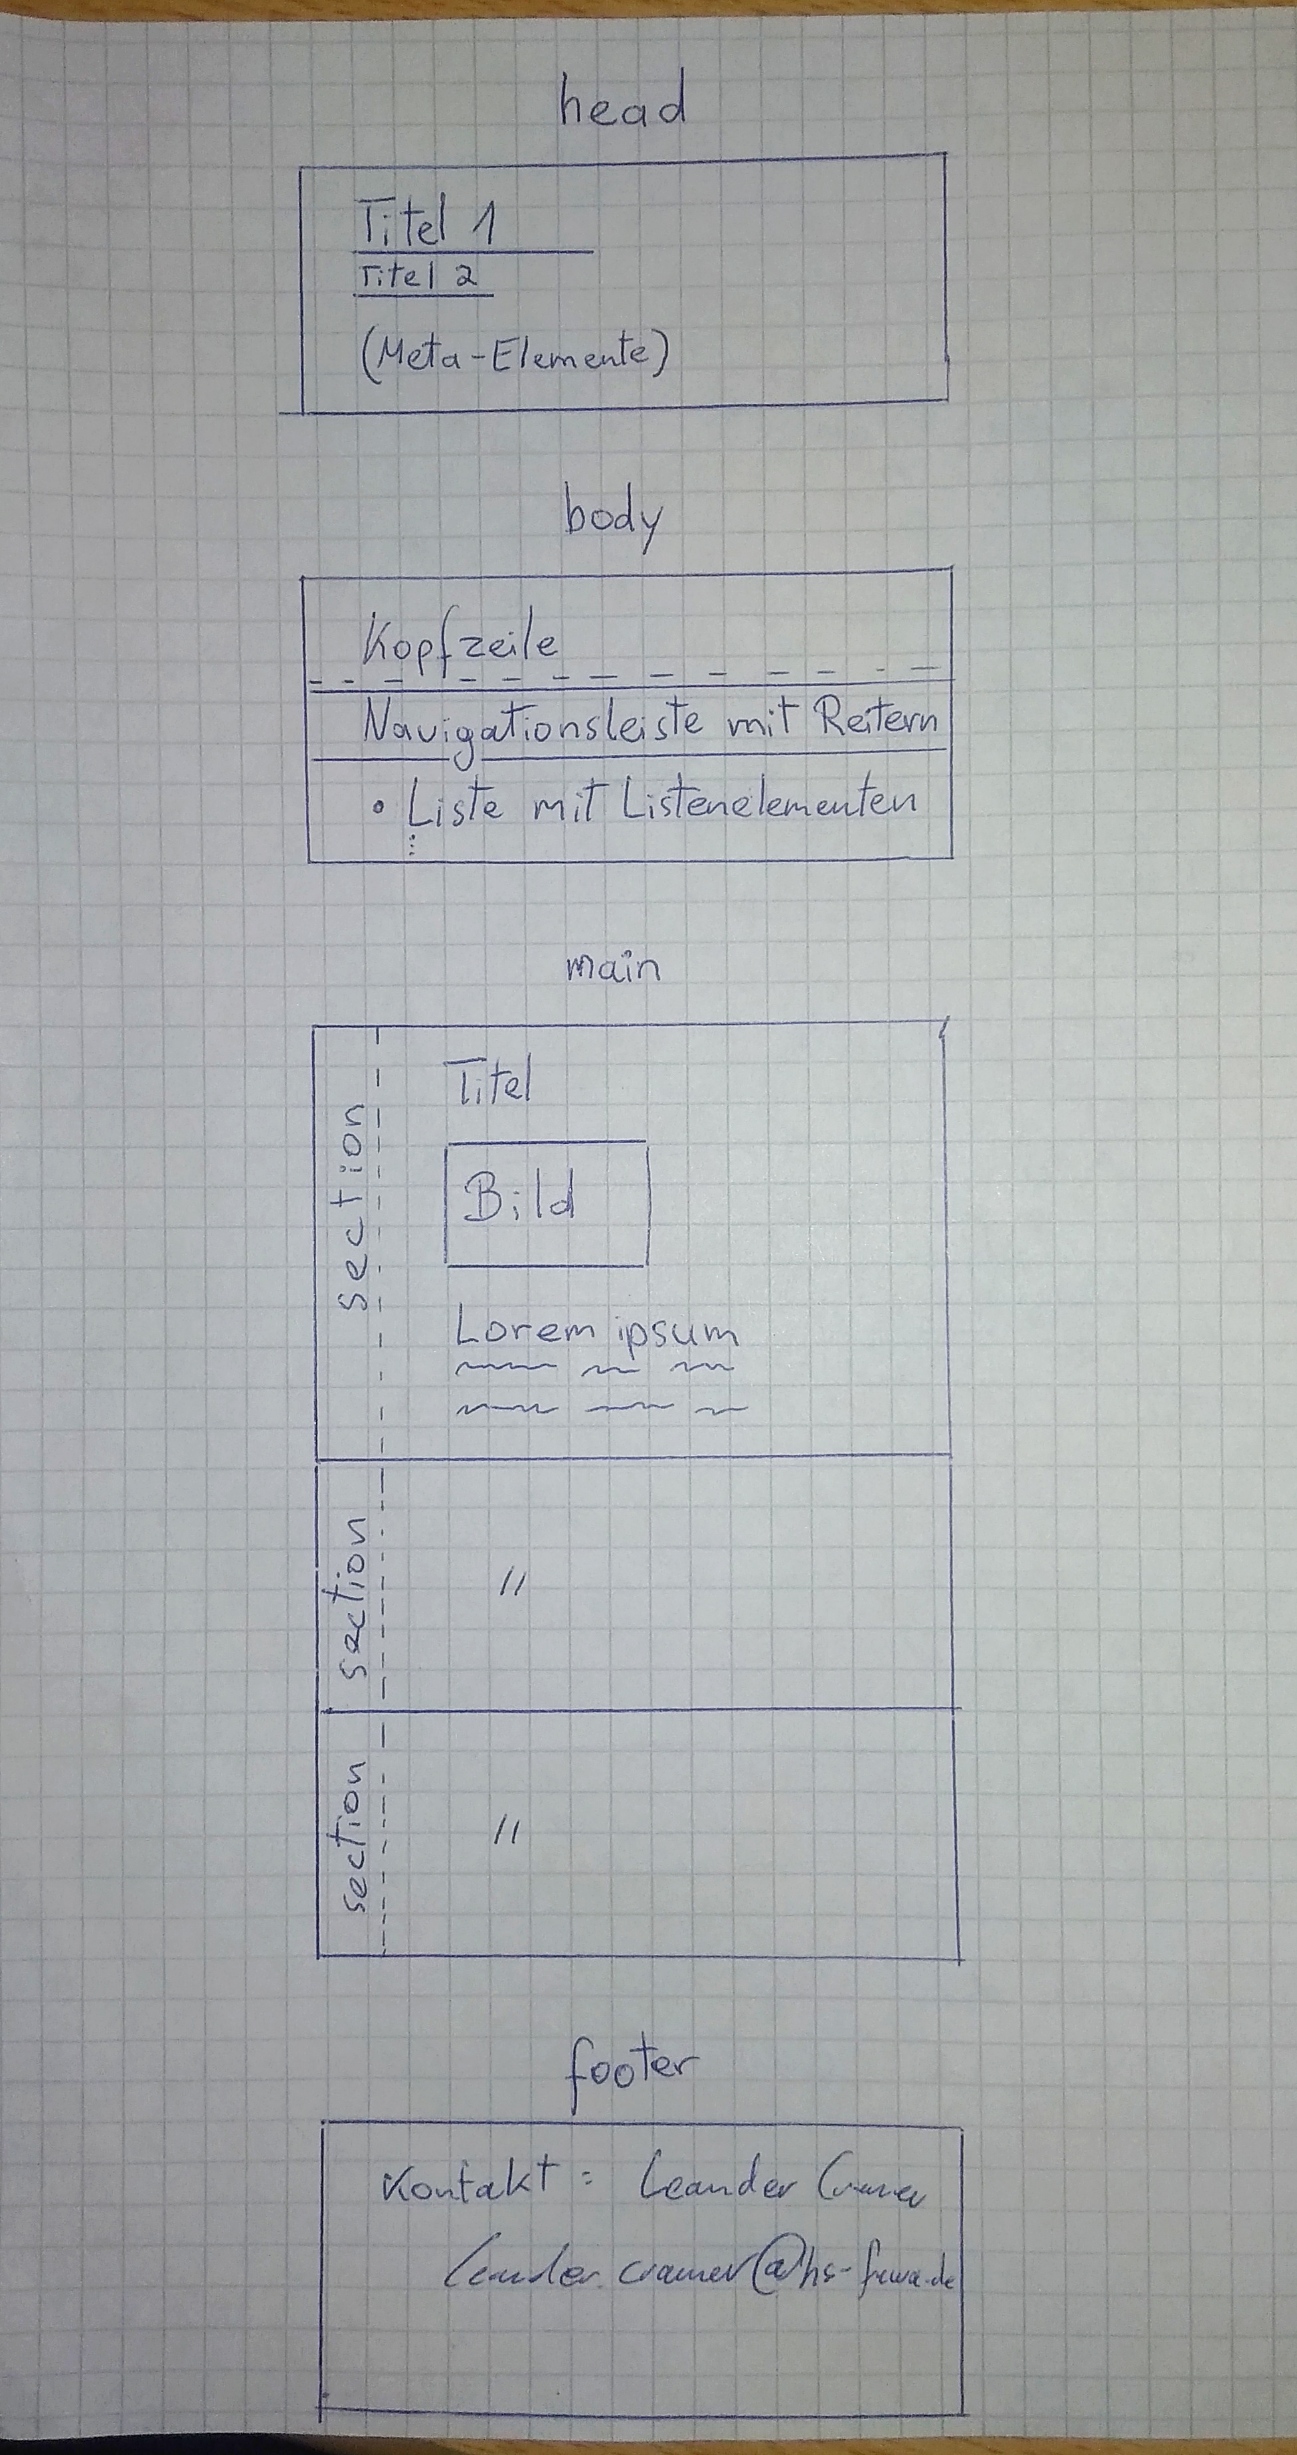 head
Titel 1
Titel 2
(Meta-Elemente)
body
Kopfzeile
Navigationsleiste mit Reitern
• Liste mit Listenelementen
main
section
Titel
Bild
Lorem ipsum
section
"
section
"
footer
Kontakt: Leander Cramer
leander.cramer@hs-furwa.de